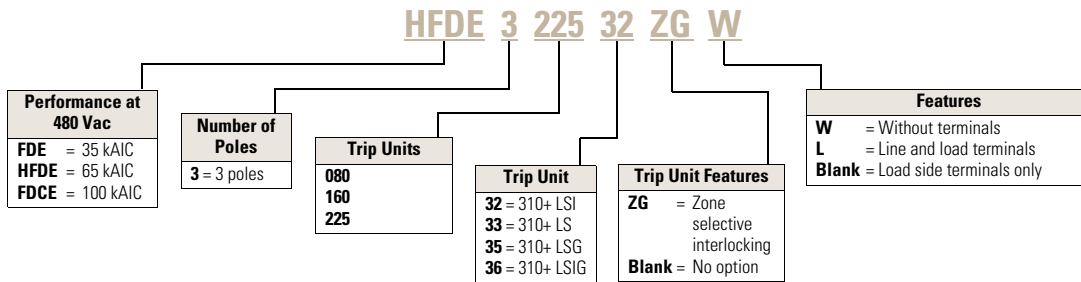 HFDE 3 225 32 ZG W
Performance at
480 Vac
FDE = 35 kAIC
HFDE = 65 kAIC
FDCE = 100 kAIC
Number of
Poles
3 = 3 poles
Trip Units
080
160
225
Trip Unit
32 = 310+ LSI
33 = 310+ LS
35 = 310+ LSG
36 = 310+ LSIG
Trip Unit Features
ZG = Zone
selective
interlocking
Blank = No option
Features
W = Without terminals
L = Line and load terminals
Blank = Load side terminals only